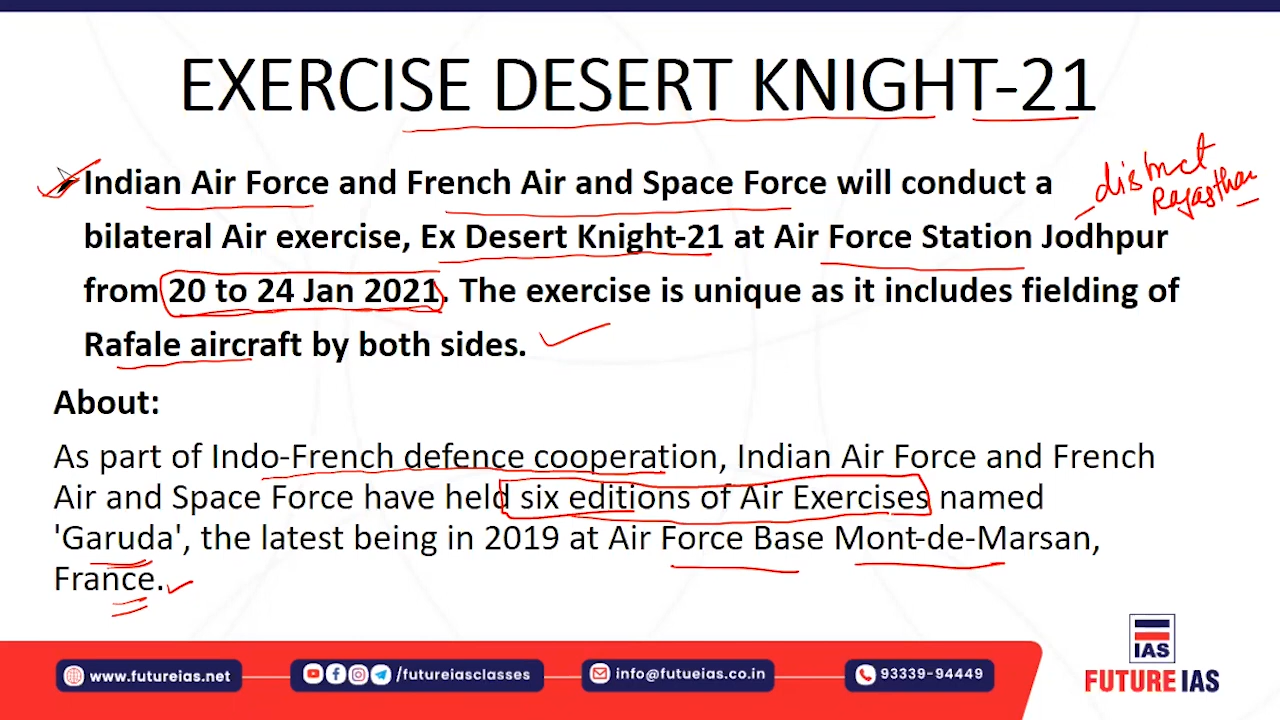 EXERCISE DESERT KNIGHT-21
Indian Air Force and French Air and Space Force will conduct a
district
Rajasthan
bilateral Air exercise, Ex Desert Knight-21 at Air Force Station Jodhpur
from 20 to 24 Jan 2021. The exercise is unique as it includes fielding of
Rafale aircraft by both sides.
About:
As part of Indo-French defence cooperation, Indian Air Force and French
Air and Space Force have held six editions of Air Exercises named
'Garuda', the latest being in 2019 at Air Force Base Mont-de-Marsan,
France.
www.futureias.net
/futureiasclasses
info@futueias.co.in
93339-94449
IAS
FUTURE IAS